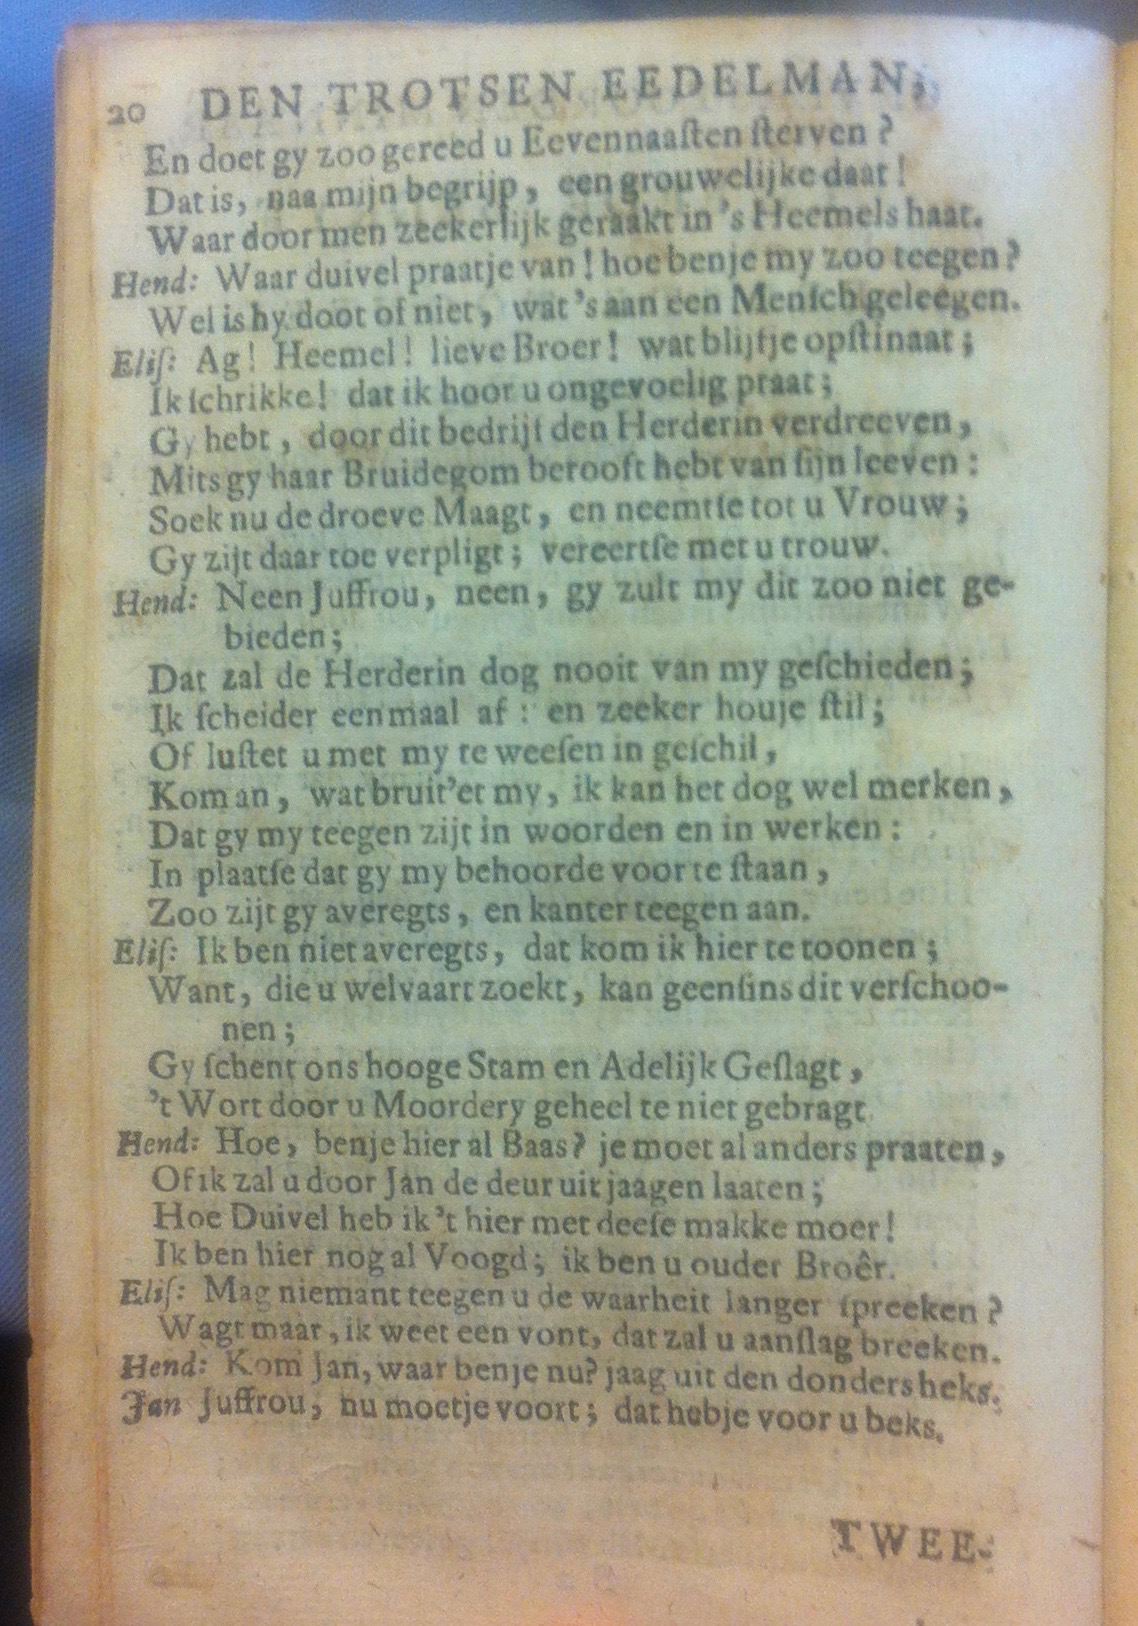 20 DEN TROTSEN EEDELMAN,
En doet gy zoo gereed u Eevennaaſten ſterven?
Dat is, naa mijn begrijp, een grouwelijke daat!
Waar door men zeekerlijk geraakt in 's Heemels haat.
Hend: Waar duivel praatje van! hoe benje my zoo teegen?
Wel is hy doot of niet, wat 's aan een Menſch geleegen.
Eliſ: Ag! Heemel! lieve Broer! wat blijtje opſtinaat;
Ik ſchrikke! dat ik hoor u ongevoelig praat;
Gy hebt, door dit bedrijf den Herderin verdreeven,
Mits gy haar Bruidegom berooft hebt van ſijn leeven:
Soek nu de droeve Maagt, en neemtſe tot u Vrouw;
Gy zijt daar toe verpligt; vereertſe met u trouw.
Hend: Neen Juffrou, neen, gy zult my dit zoo niet ge-
bieden;
Dat zal de Herderin dog nooit van my geſchieden;
Ik ſcheider eenmaal af: en zeeker houje ſtil;
Of luſtet u met my te weeſen in geſchil,
Kom an, wat bruit'et my, ik kan het dog wel merken,
Dat gy my teegen zijt in woorden en in werken:
In plaatſe dat gy my behoorde voor te ſtaan,
Zoo zijt gy averegts, en kanter teegen aan.
Eliſ: Ik ben niet averegts, dat kom ik hier te toonen;
Want, die u welvaart zoekt, kan geenſins dit verſchoo-
nen;
Gy ſchent ons hooge Stam en Adelijk Geſlagt,
't Wort door u Moordery geheel te niet gebragt
Hend: Hoe, benje hier al Baas? je moet al anders praaten,
Of ik zal u door Jan de deur uit jaagen laaten;
Hoe Duivel heb ik 't hier met deeſe makke moer!
Ik ben hier nog al Voogd; ik ben u ouder Broêr.
Eliſ: Mag niemant teegen u de waarheit langer ſpreeken?
Wagt maar, ik weet een vont, dat zal u aanſlag breeken.
Hend: Kom Jan, waar benje nu? jaag uit den donders heks.
Jan Juffrou, nu moetje voort; dat hebje voor u beks.
TWEE-